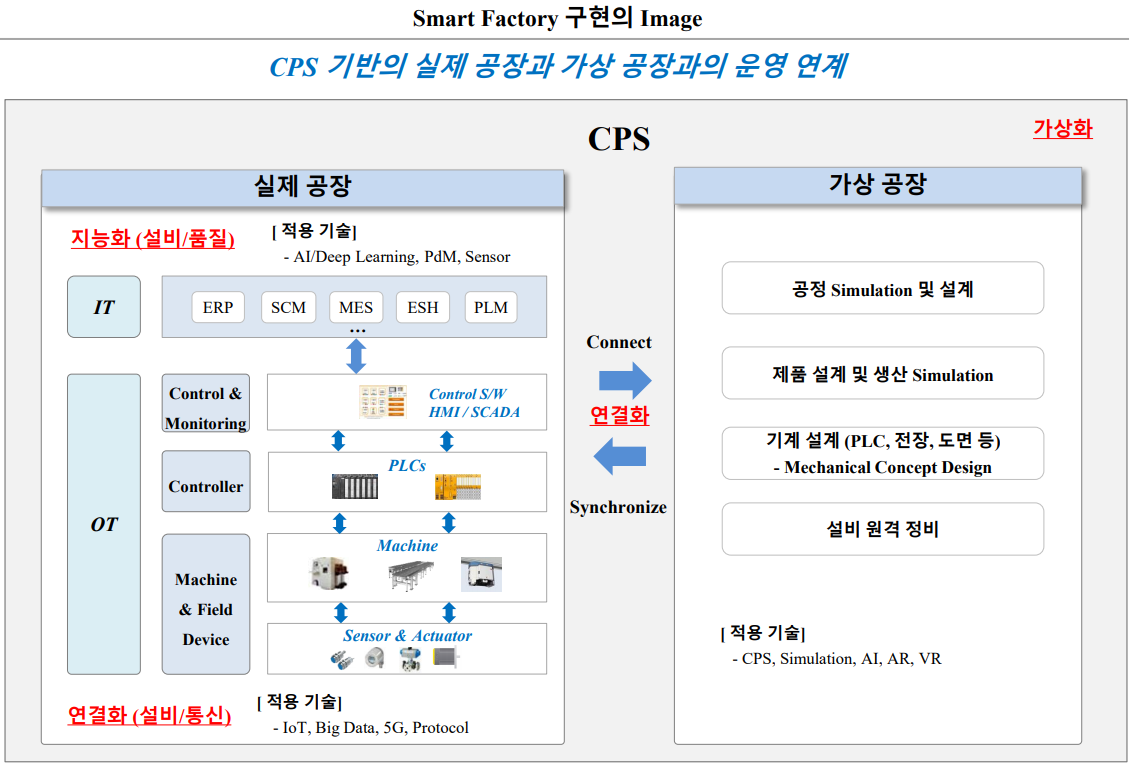 Smart Factory 구현의 Image
CPS 기반의 실제 공장과 가상 공장과의 운영 연계
CPS
가상화
실제 공장
지능화 (설비/품질)
[ 적용 기술]
- AI/Deep Learning, PdM, Sensor
IT
ERP
SCM
MES
ESH
PLM
...
OT
Control &
Monitoring
Control S/W
HMI / SCADA
Controller
PLCs
Machine
& Field
Device
Machine
Sensor & Actuator
연결화 (설비/통신)
[ 적용 기술]
- IoT, Big Data, 5G, Protocol
Connect
연결화
Synchronize
가상 공장
공정 Simulation 및 설계
제품 설계 및 생산 Simulation
기계 설계 (PLC, 전장, 도면 등)
- Mechanical Concept Design
설비 원격 정비
[ 적용 기술]
- CPS, Simulation, AI, AR, VR